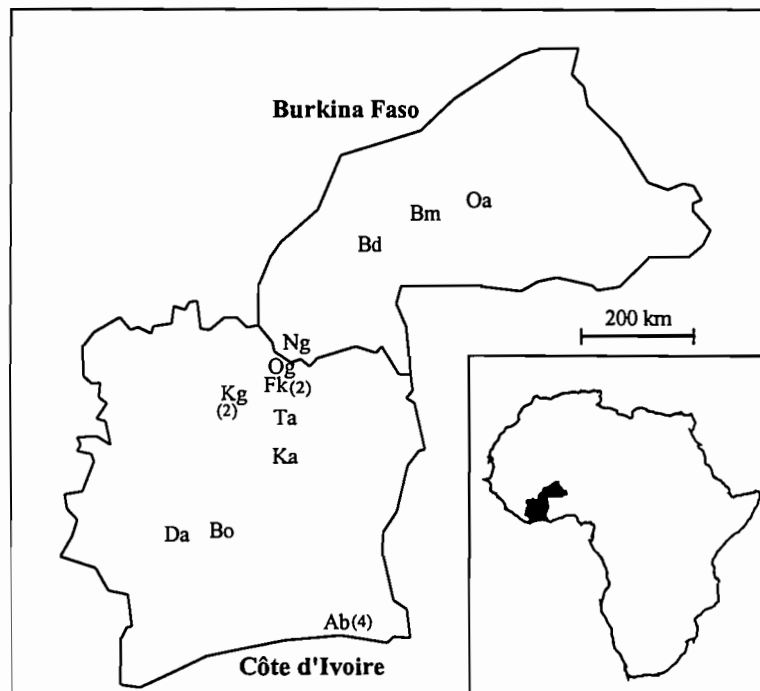 Burkina Faso
Oa
Bm
Bd
200 km
Ng
Og
Fk(2)
Kg
(2)
Ta
Ka
Da
Bo
Ab(4)
Côte d'Ivoire